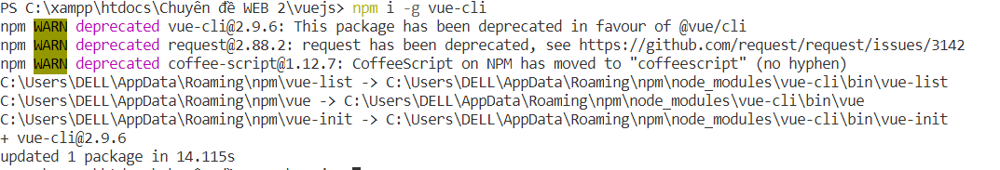 PS C:\xampp\htdocs\Chuyên đề WEB 2\vuejs> npm i -g vue-cli
npm WARN deprecated vue-cli@2.9.6: This package has been deprecated in favour of @vue/cli
npm WARN deprecated request@2.88.2: request has been deprecated, see https://github.com/request/request/issues/3142
npm WARN deprecated coffee-script@1.12.7: CoffeeScript on NPM has moved to "coffeescript" (no hyphen)
C:\Users\DELL\AppData\Roaming\npm\vue-list -> C:\Users\DELL\AppData\Roaming\npm\node_modules\vue-cli\bin\vue-list
C:\Users\DELL\AppData\Roaming\npm\vue -> C:\Users\DELL\AppData\Roaming\npm\node_modules\vue-cli\bin\vue
C:\Users\DELL\AppData\Roaming\npm\vue-init -> C:\Users\DELL\AppData\Roaming\npm\node_modules\vue-cli\bin\vue-init
+ vue-cli@2.9.6
updated 1 package in 14.115s